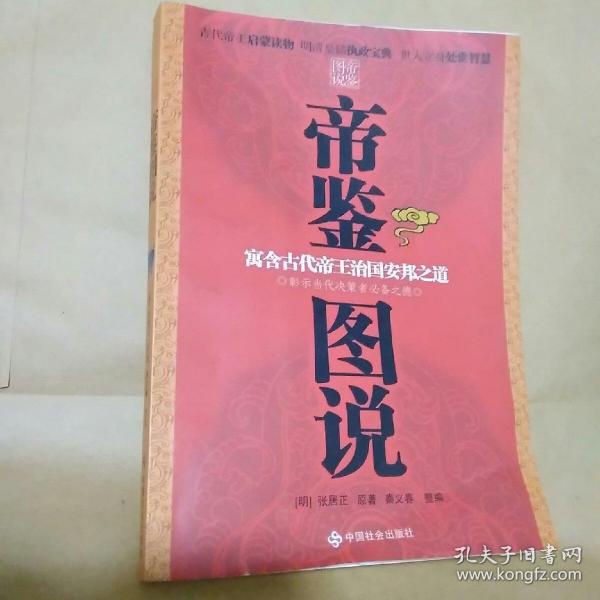 古代帝王启蒙读物 明清皇储执政宝典 世人立身处世智慧
帝鉴
图说
帝鉴
寓含古代帝王治国安邦之道
◎彰示当代决策者必备之德◎
图说
[明] 张居正 原著 秦义春 整编
中国社会出版社
孔夫子旧书网
www.kongfz.com